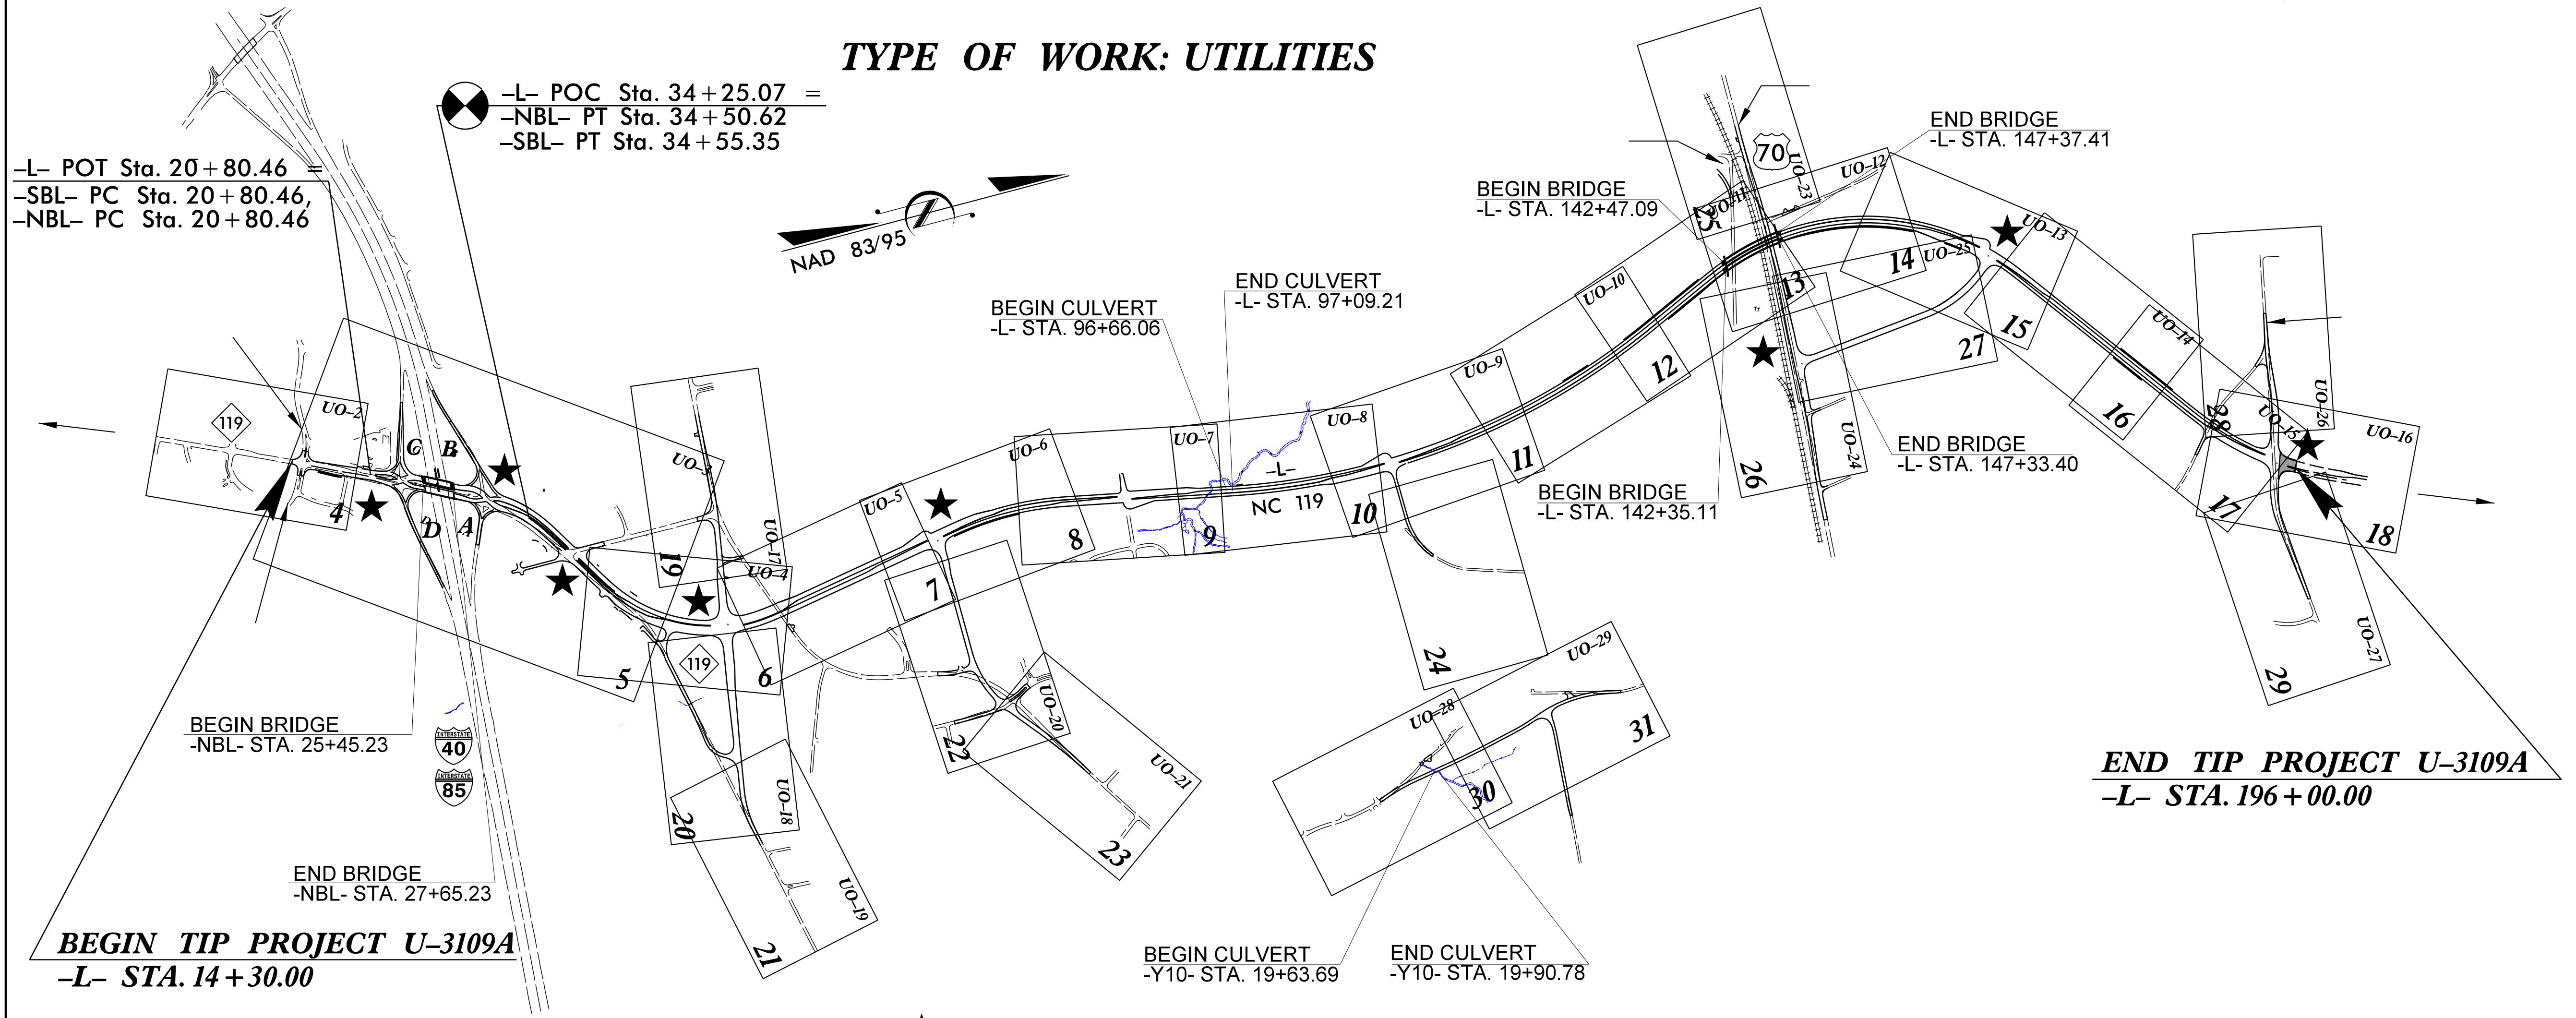 TYPE OF WORK: UTILITIES
-L- POC Sta. 34+25.07 =
-NBL- PT Sta. 34+50.62
-SBL- PT Sta. 34+55.35
-L- POT Sta. 20+80.46 =
-SBL- PC Sta. 20+80.46,
-NBL- PC Sta. 20+80.46
NAD 83/95
BEGIN CULVERT
-L- STA. 96+66.06
END CULVERT
-L- STA. 97+09.21
BEGIN BRIDGE
-L- STA. 142+47.09
END BRIDGE
-L- STA. 147+37.41
BEGIN BRIDGE
-L- STA. 142+35.11
END BRIDGE
-L- STA. 147+33.40
70
119
UO-2
4
C
B
D
A
UO-3
5
UO-17
19
UO-4
6
119
UO-18
20
UO-19
21
UO-5
7
UO-20
22
UO-21
23
UO-6
8
UO-7
9
-L-
NC 119
UO-8
10
24
UO-9
11
UO-10
12
UO-11
13
25
UO-23
UO-12
14
UO-25
27
26
UO-24
UO-13
15
UO-14
16
UO-15
17
28
UO-26
UO-16
18
29
UO-27
UO-28
30
UO-29
31
BEGIN BRIDGE
-NBL- STA. 25+45.23
INTERSTATE
40
INTERSTATE
85
END BRIDGE
-NBL- STA. 27+65.23
BEGIN TIP PROJECT U-3109A
-L- STA. 14+30.00
BEGIN CULVERT
-Y10- STA. 19+63.69
END CULVERT
-Y10- STA. 19+90.78
END TIP PROJECT U-3109A
-L- STA. 196+00.00